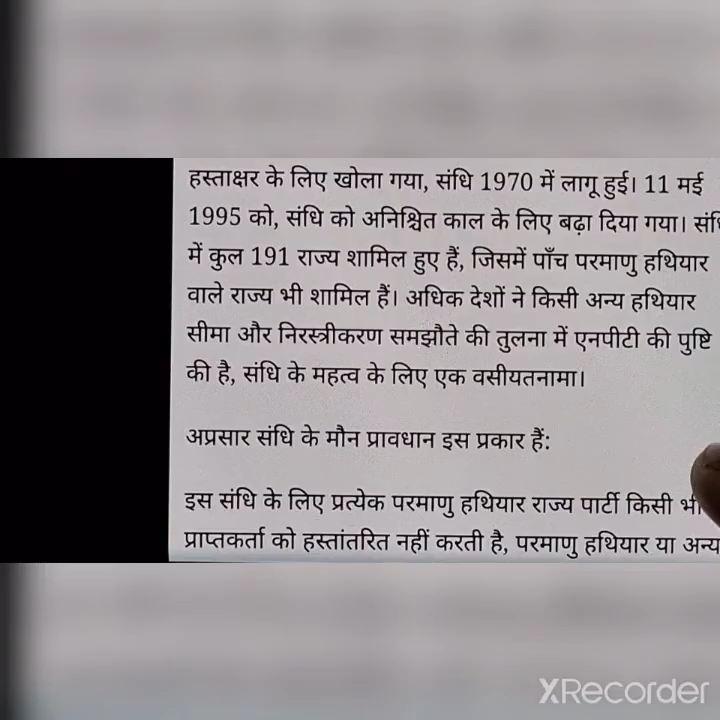 हस्ताक्षर के लिए खोला गया, संधि 1970 में लागू हुई। 11 मई
1995 को, संधि को अनिश्चित काल के लिए बढ़ा दिया गया। संधि
में कुल 191 राज्य शामिल हुए हैं, जिसमें पाँच परमाणु हथियार
वाले राज्य भी शामिल हैं। अधिक देशों ने किसी अन्य हथियार
सीमा और निरस्त्रीकरण समझौते की तुलना में एनपीटी की पुष्टि
की है, संधि के महत्व के लिए एक वसीयतनामा।
अप्रसार संधि के मौन प्रावधान इस प्रकार हैं:
इस संधि के लिए प्रत्येक परमाणु हथियार राज्य पार्टी किसी भी
प्राप्तकर्ता को हस्तांतरित नहीं करती है, परमाणु हथियार या अन्य
XRecorder